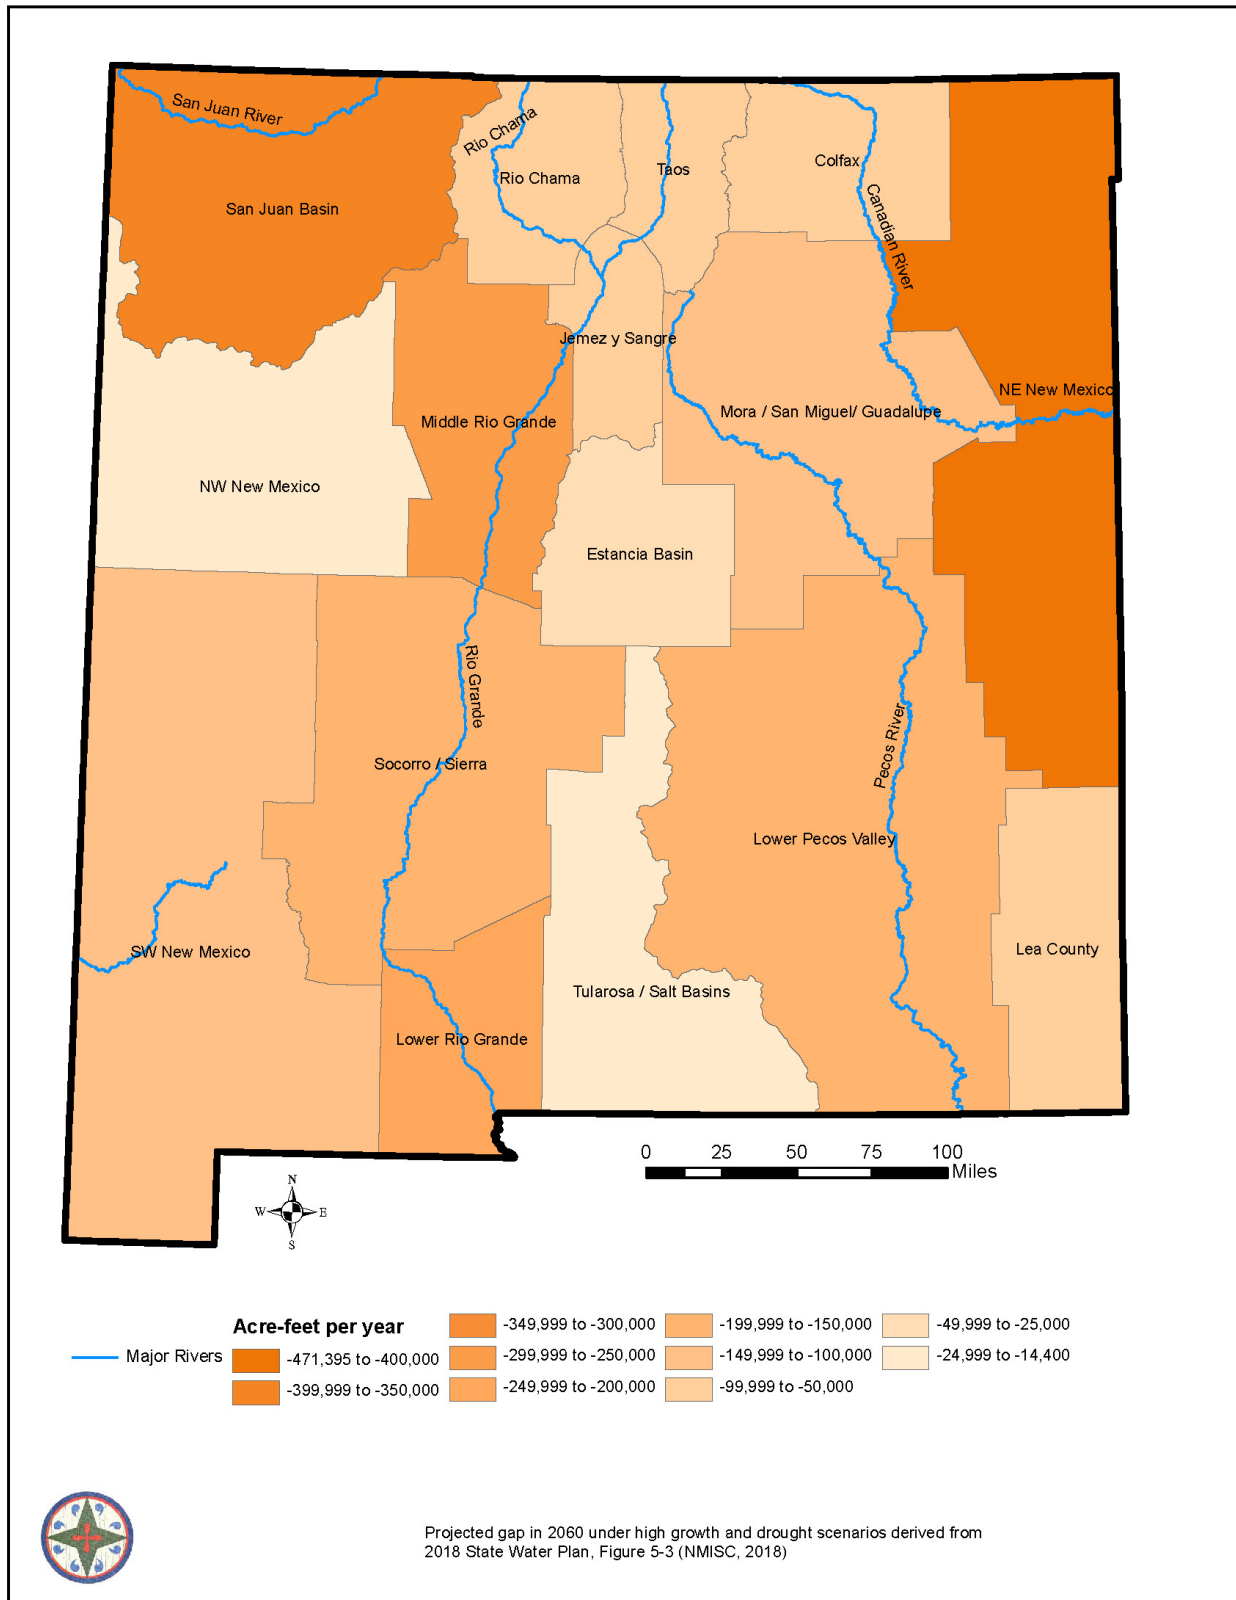 San Juan River
Rio Chama
Rio Chama
Taos
Colfax
San Juan Basin
Canadian River
Jemez y Sangre
NE New Mexico
Middle Rio Grande
Mora / San Miguel/ Guadalupe
NW New Mexico
Estancia Basin
Rio Grande
Pecos River
Socorro / Sierra
Lower Pecos Valley
SW New Mexico
Lea County
Tularosa / Salt Basins
Lower Rio Grande
0 25 50 75 100
Miles
N
W E
S
Acre-feet per year
Major Rivers
-471,395 to -400,000
-399,999 to -350,000
-349,999 to -300,000
-299,999 to -250,000
-249,999 to -200,000
-199,999 to -150,000
-149,999 to -100,000
-99,999 to -50,000
-49,999 to -25,000
-24,999 to -14,400
Projected gap in 2060 under high growth and drought scenarios derived from
2018 State Water Plan, Figure 5-3 (NMISC, 2018)